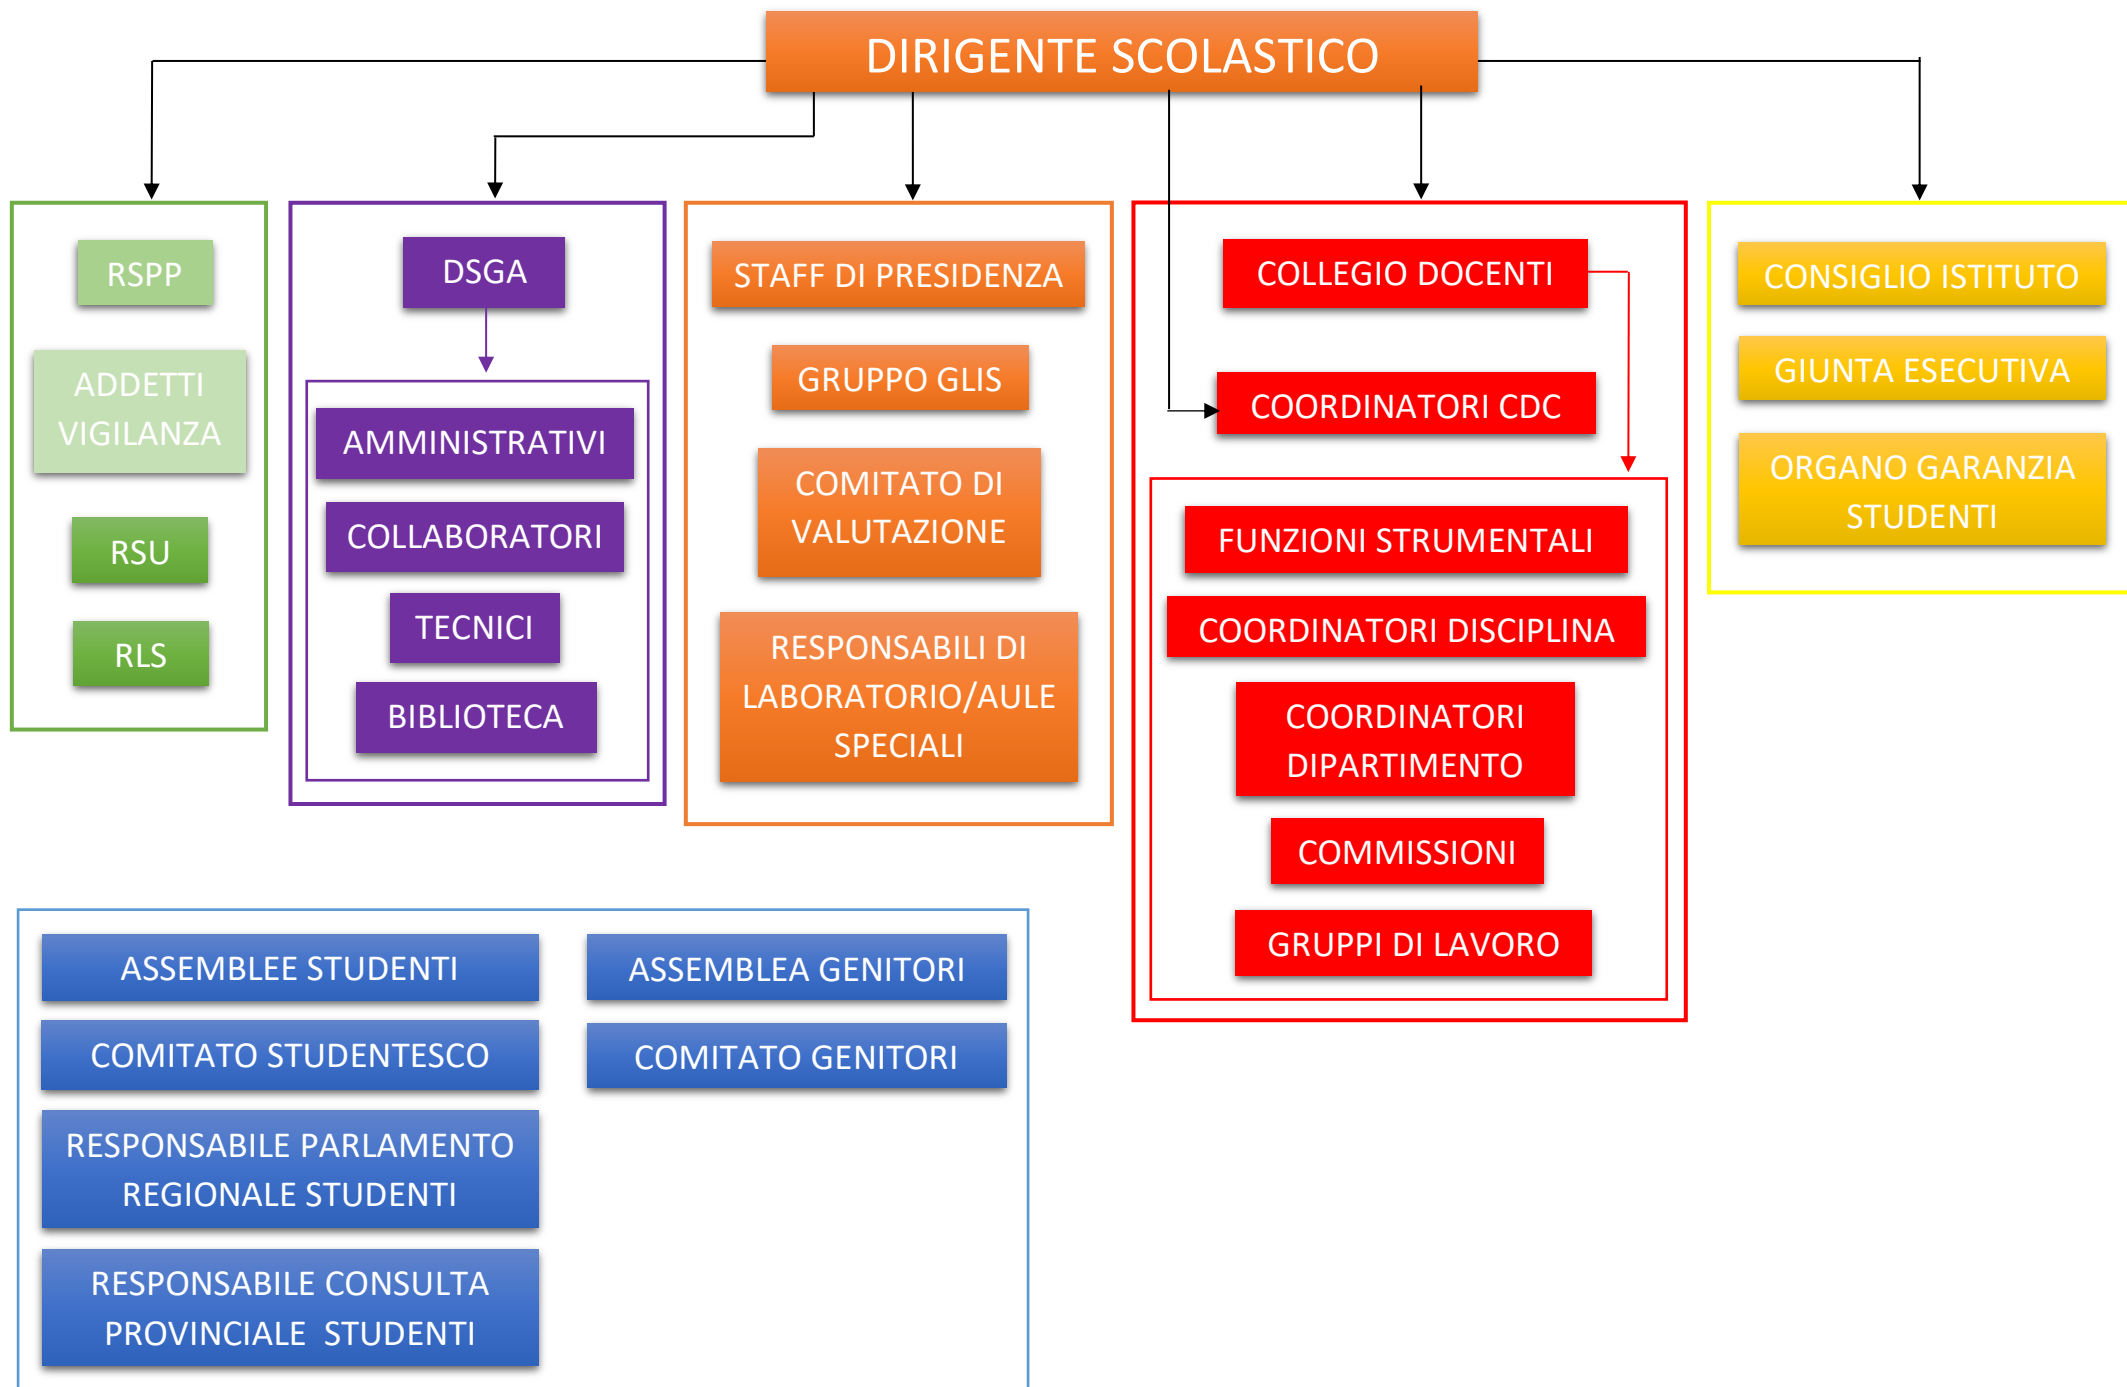 DIRIGENTE SCOLASTICO
RSPP
ADDETTI
VIGILANZA
RSU
RLS
DSGA
AMMINISTRATIVI
COLLABORATORI
TECNICI
BIBLIOTECA
STAFF DI PRESIDENZA
GRUPPO GLIS
COMITATO DI
VALUTAZIONE
RESPONSABILI DI
LABORATORIO/AULE
SPECIALI
COLLEGIO DOCENTI
COORDINATORI CDC
FUNZIONI STRUMENTALI
COORDINATORI DISCIPLINA
COORDINATORI
DIPARTIMENTO
COMMISSIONI
GRUPPI DI LAVORO
CONSIGLIO ISTITUTO
GIUNTA ESECUTIVA
ORGANO GARANZIA
STUDENTI
ASSEMBLEE STUDENTI
COMITATO STUDENTESCO
RESPONSABILE PARLAMENTO
REGIONALE STUDENTI
RESPONSABILE CONSULTA
PROVINCIALE  STUDENTI
ASSEMBLEA GENITORI
COMITATO GENITORI